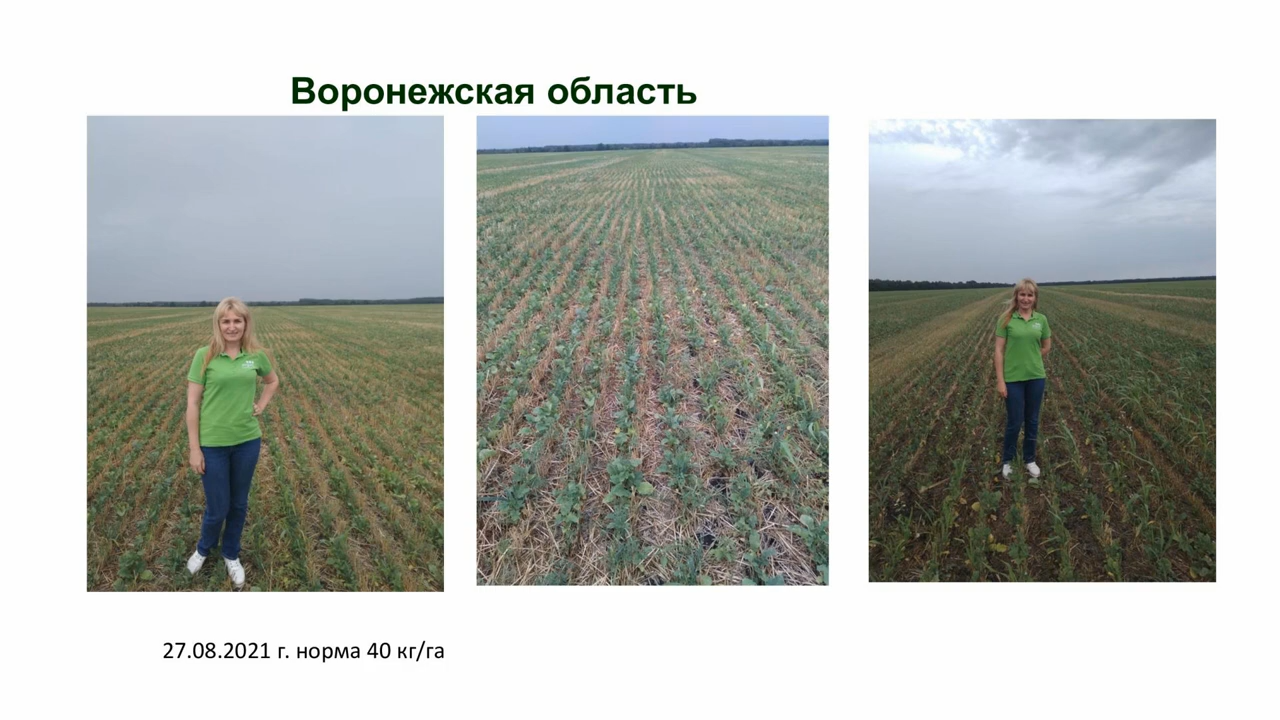 Воронежская область
27.08.2021 г. норма 40 кг/га